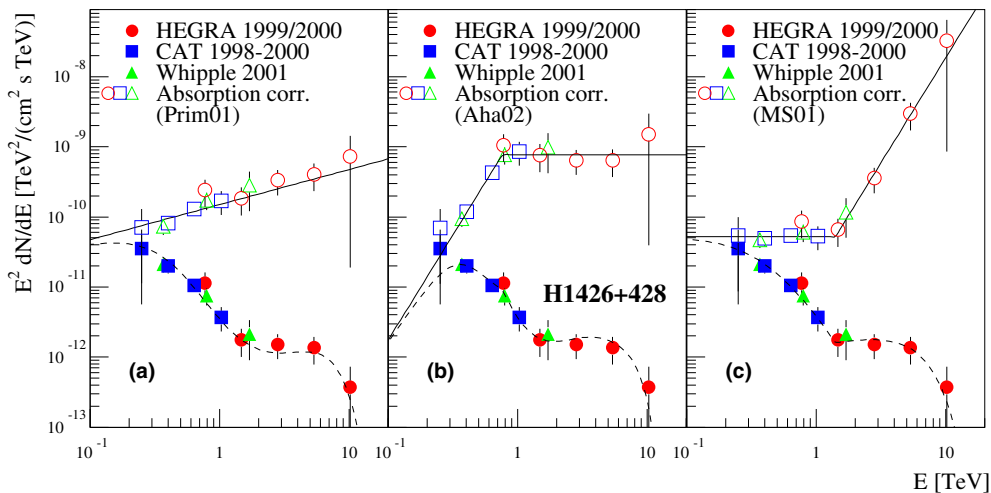 E² dN/dE [TeV²/(cm² s TeV)]
10⁻⁸
10⁻⁹
10⁻¹⁰
10⁻¹¹
10⁻¹²
10⁻¹³
HEGRA 1999/2000
CAT 1998-2000
Whipple 2001
Absorption corr.
(Prim01)
(a)
HEGRA 1999/2000
CAT 1998-2000
Whipple 2001
Absorption corr.
(Aha02)
H1426+428
(b)
HEGRA 1999/2000
CAT 1998-2000
Whipple 2001
Absorption corr.
(MS01)
(c)
10⁻¹ 1 10 10⁻¹ 1 10 10⁻¹ 1 10
E [TeV]